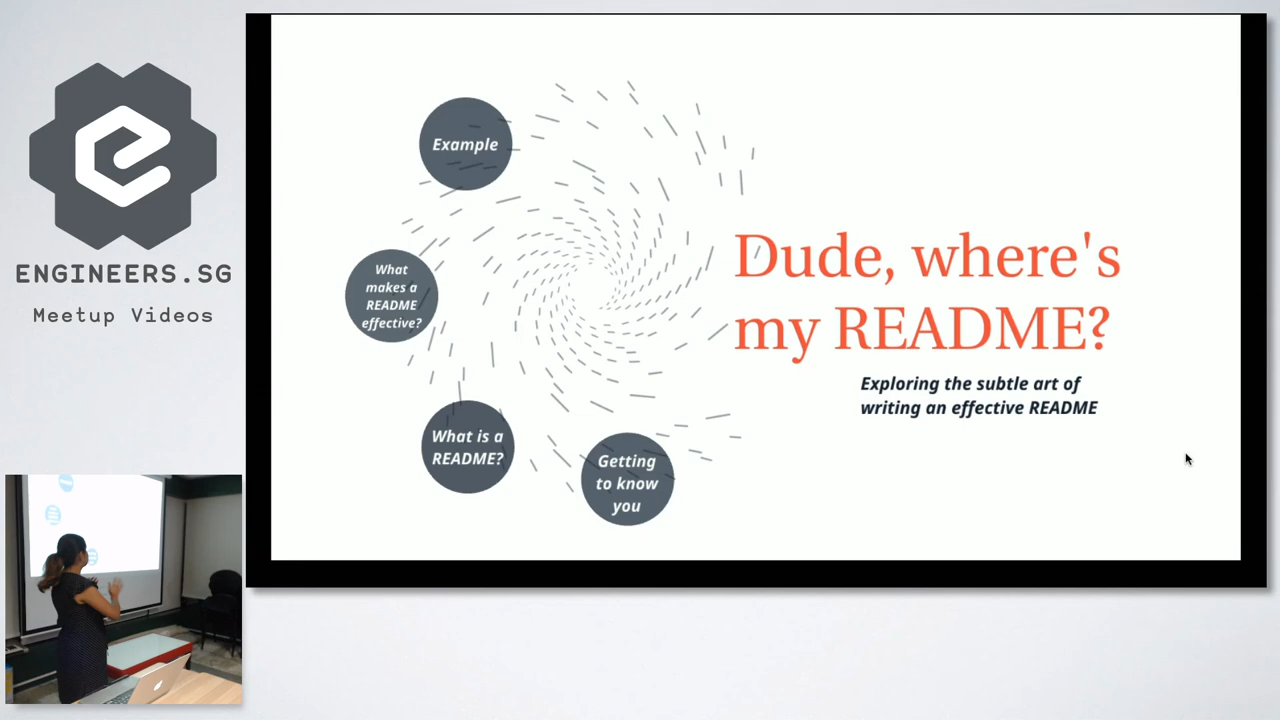 ENGINEERS.SG
Meetup Videos
Example
What
makes a
README
effective?
What is a
README?
Getting
to know
you
Dude, where's
my README?
Exploring the subtle art of
writing an effective README